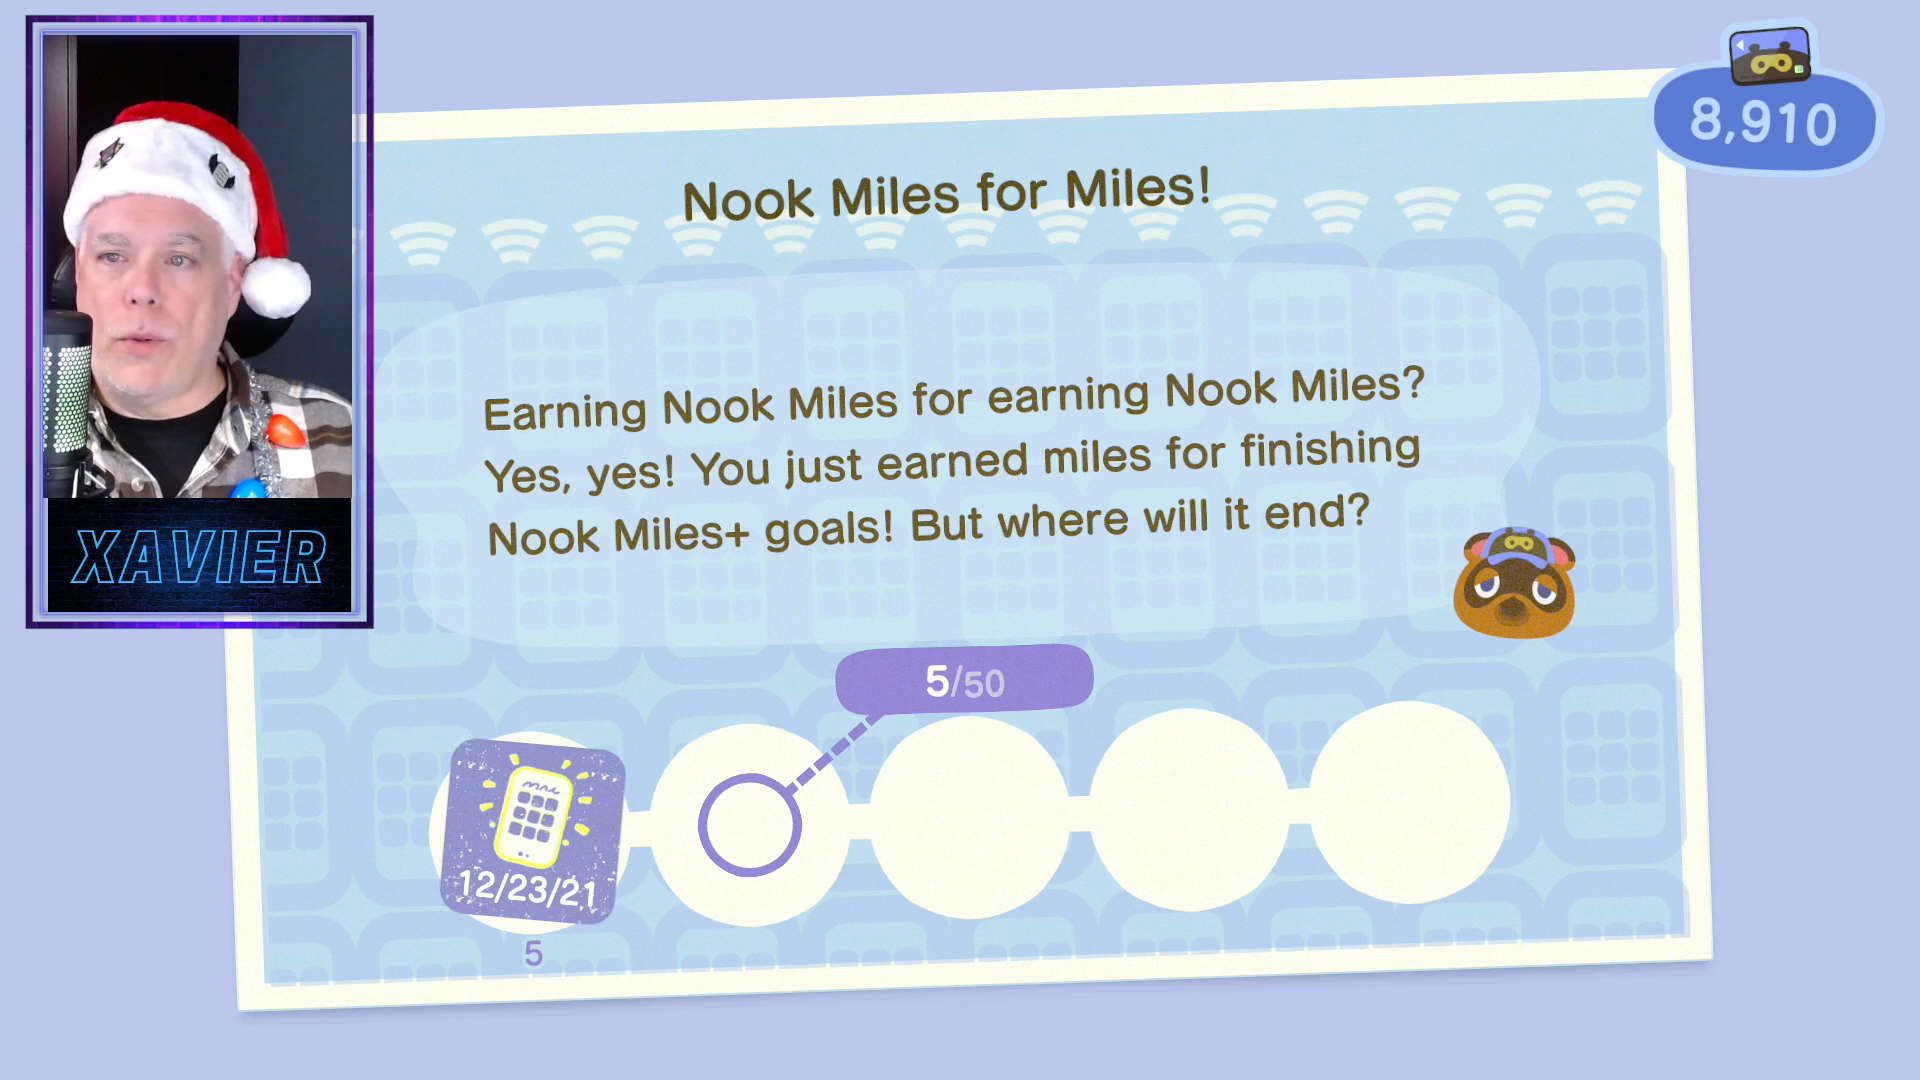 8,910
Nook Miles for Miles!
Earning Nook Miles for earning Nook Miles?
Yes, yes! You just earned miles for finishing
Nook Miles+ goals! But where will it end?
XAVIER
5/50
12/23/21
5